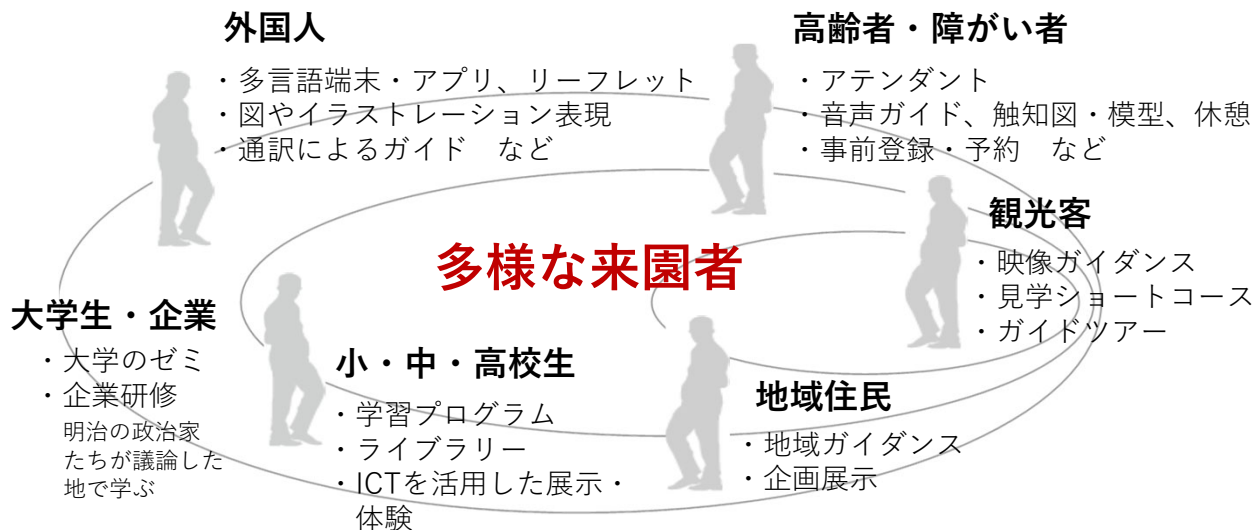 外国人
・多言語端末・アプリ、リーフレット
・図やイラストレーション表現
・通訳によるガイド　など
高齢者・障がい者
・アテンダント
・音声ガイド、触知図・模型、休憩
・事前登録・予約　など
観光客
・映像ガイダンス
・見学ショートコース
・ガイドツアー
多様な来園者
大学生・企業
・大学のゼミ
・企業研修
明治の政治家
たちが議論した
地で学ぶ
小・中・高校生
・学習プログラム
・ライブラリー
・ICTを活用した展示・
体験
地域住民
・地域ガイダンス
・企画展示